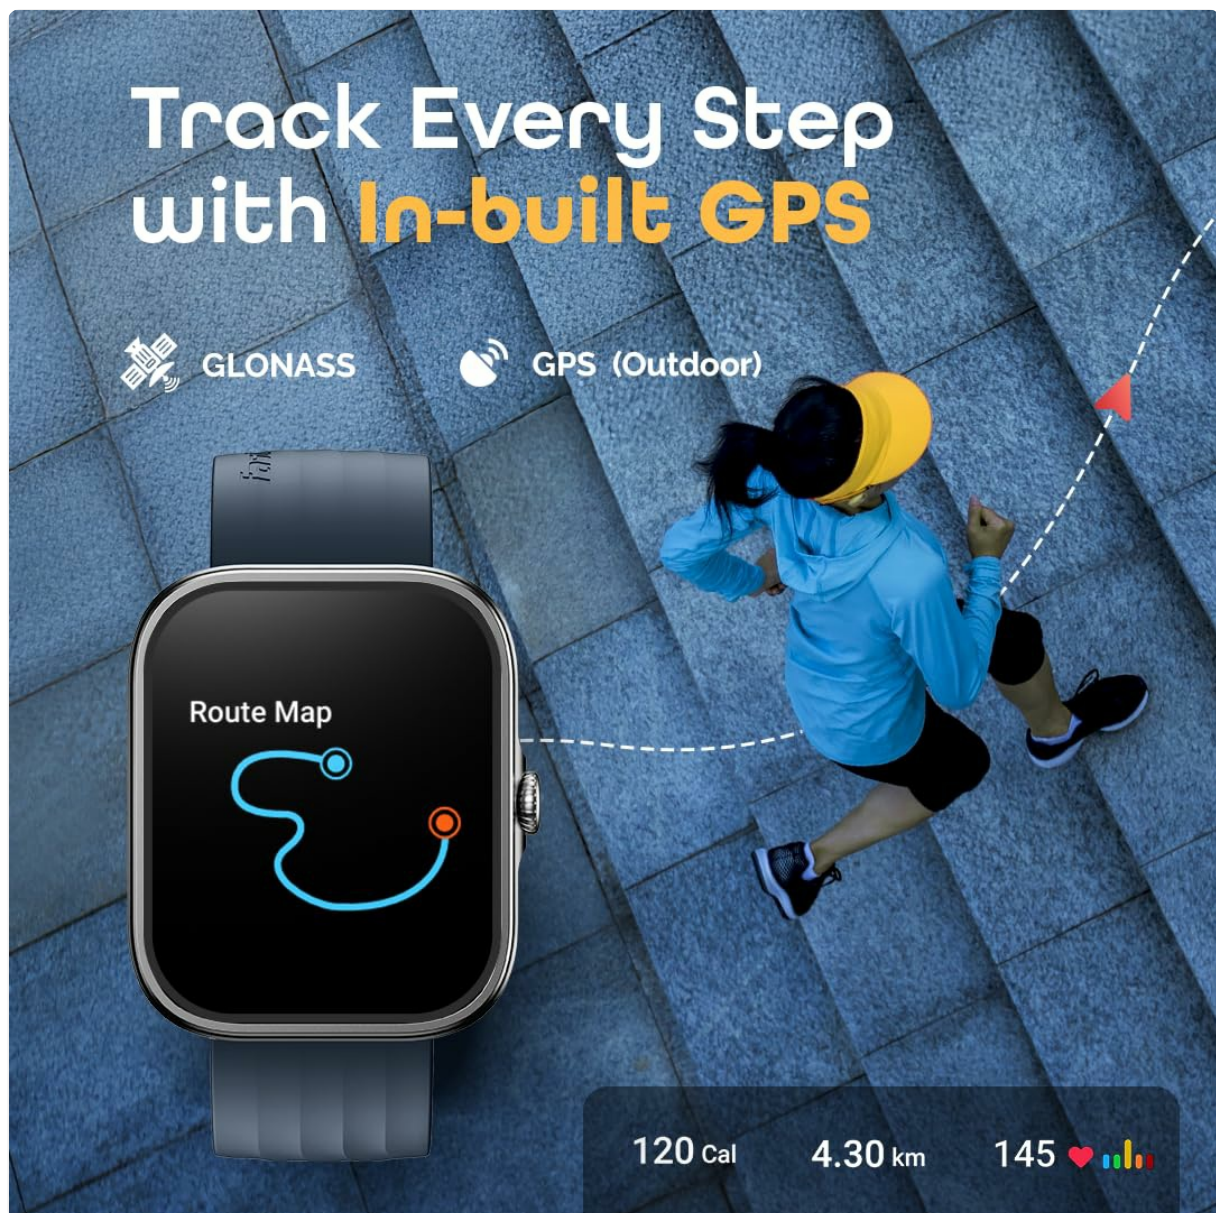 Track Every Step
with In-built GPS
GLONASS
GPS (Outdoor)
Route Map
120 Cal
4.30 km
145